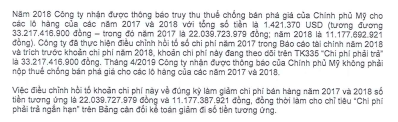 Năm 2018 Công ty nhận được thông báo truy thu thuế chống bán phá giá của Chính phủ Mỹ cho
các lô hàng của các năm 2017 và 2018 với tổng số tiền là 1.421.370 USD (tương đương
33.217.416.900 đồng – trong đó năm 2017 là 22.039.723.979 đồng; năm 2018 là 11.177.692.921
đồng). Công ty đã thực hiện điều chỉnh hồi tố số chi phí năm 2017 trong Báo cáo tài chính năm 2018
và trích trước khoản chi phí năm 2018, khoản chi phí này đang theo dõi trên TK335 “Chi phí phải trả”
là 33.217.416.900 đồng. Tháng 4/2019 Công ty nhận được thông báo của Chính phủ Mỹ không phải
nộp thuế chống bán phá giá cho các lô hàng của các năm 2017 và 2018.
Việc điều chỉnh hồi tố khoản chi phí này về đúng kỳ làm giảm chi phí bán hàng năm 2017 và 2018 số
tiền tương ứng là 22.039.727.979 đồng và 11.177.387.921 đồng, đồng thời làm cho chỉ tiêu “Chi phí
phải trả ngắn hạn” trên Bảng cân đối kế toán giảm đi số tiền tương ứng.